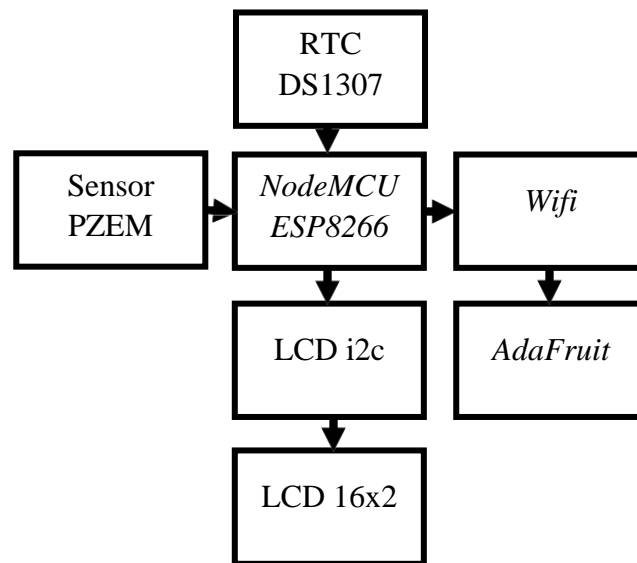 RTC
DS1307
Sensor
PZEM
NodeMCU
ESP8266
Wifi
LCD i2c
AdaFruit
LCD 16x2